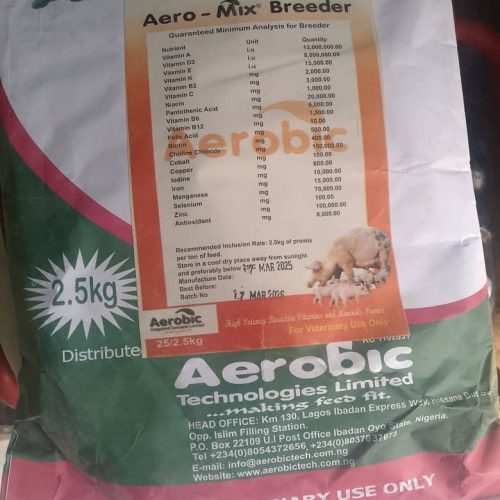 Aero-Mix® Breeder
Guaranteed Minimum Analysis for Breeder
Nutrient Unit Quantity
Vitamin A i.u 13,000,000.00
Vitamin D3 i.u
Vitamin E i.u 15,000.00
Vitamin K mg 2,000.00
Vitamin B2 mg 3,000.00
Vitamin C mg 1,000.00
Niacin mg 20,000.00
Pantothenic Acid mg 6,000.00
Vitamin B6 mg 1,500.00
Vitamin B12 mg 10.00
Folic Acid mg 500.00
Biotin mg 400.00
Choline Chloride mg 150,000.00
Cobalt mg 100.00
Copper mg 600.00
Iodine mg 10,000.00
Iron mg 15,000.00
Manganese mg 70,000.00
Selenium mg 100.00
Zinc mg 100,000.00
Antioxidant mg 6,000.00
Aerobic
Recommended Inclusion Rate: 2.5kg of premix
per ton of feed.
Store in a cool dry place away from sunlight
and preferably below
Manufacture Date: MAR 2025
Best Before:
Batch No MAR 2026
Aerobic
25/2.5kg
High Potency Bioactive Vitamins and Minerals Premix
For Veterinary Use Only
2.5kg
Distribute
Aerobic
Technologies Limited
....making feed fit.
HEAD OFFICE: Km 130, Lagos Ibadan Express Way,
Opp. Islim Filling Station.
P.O. Box 22109 U.I Post Office Ibadan Oyo State, Nigeria.
Tel: +234(0)8054372656, +234(0)8037037673
E-mail: info@aerobictech.com.ng
Website: www.aerobictech.com.ng
USE ONLY